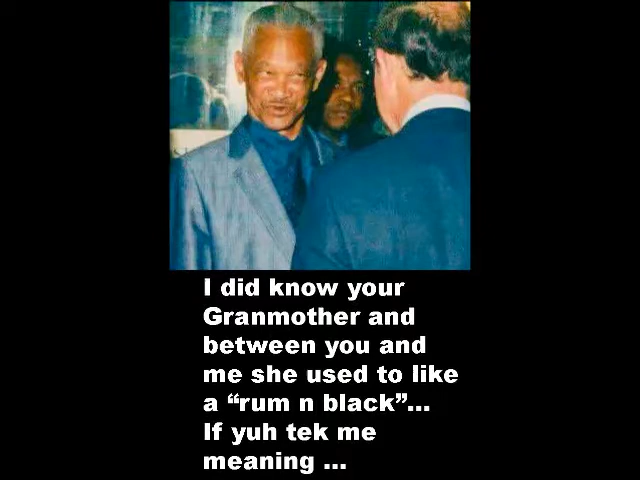 I did know your
Granmother and
between you and
me she used to like
a “rum n black”...
If yuh tek me
meaning ...